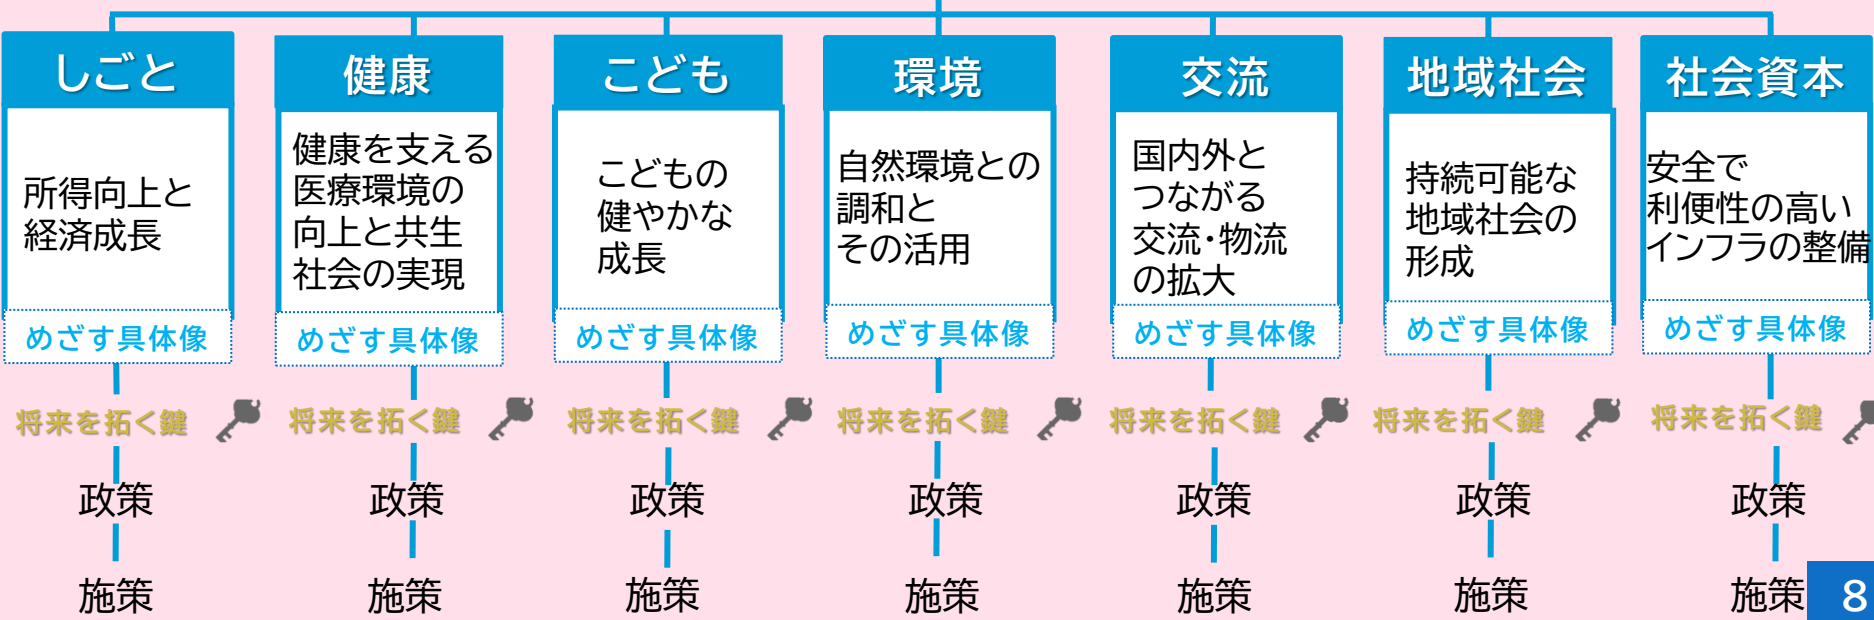 しごと
所得向上と
経済成長
めざす具体像
将来を拓く鍵
政策
施策
健康
健康を支える
医療環境の
向上と共生
社会の実現
めざす具体像
将来を拓く鍵
政策
施策
こども
こどもの
健やかな
成長
めざす具体像
将来を拓く鍵
政策
施策
環境
自然環境との
調和と
その活用
めざす具体像
将来を拓く鍵
政策
施策
交流
国内外と
つながる
交流・物流
の拡大
めざす具体像
将来を拓く鍵
政策
施策
地域社会
持続可能な
地域社会の
形成
めざす具体像
将来を拓く鍵
政策
施策
社会資本
安全で
利便性の高い
インフラの整備
めざす具体像
将来を拓く鍵
政策
施策
8